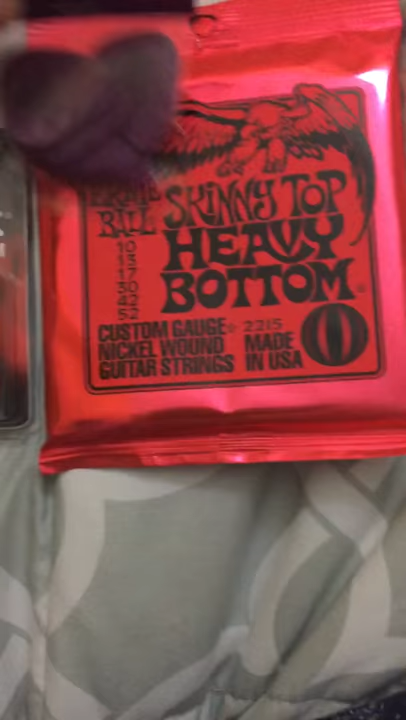 BALL
SKINNY TOP
HEAVY
BOTTOM
10
13
17
30
42
52
CUSTOM GAUGE 2215
NICKEL WOUND
GUITAR STRINGS
MADE
IN USA